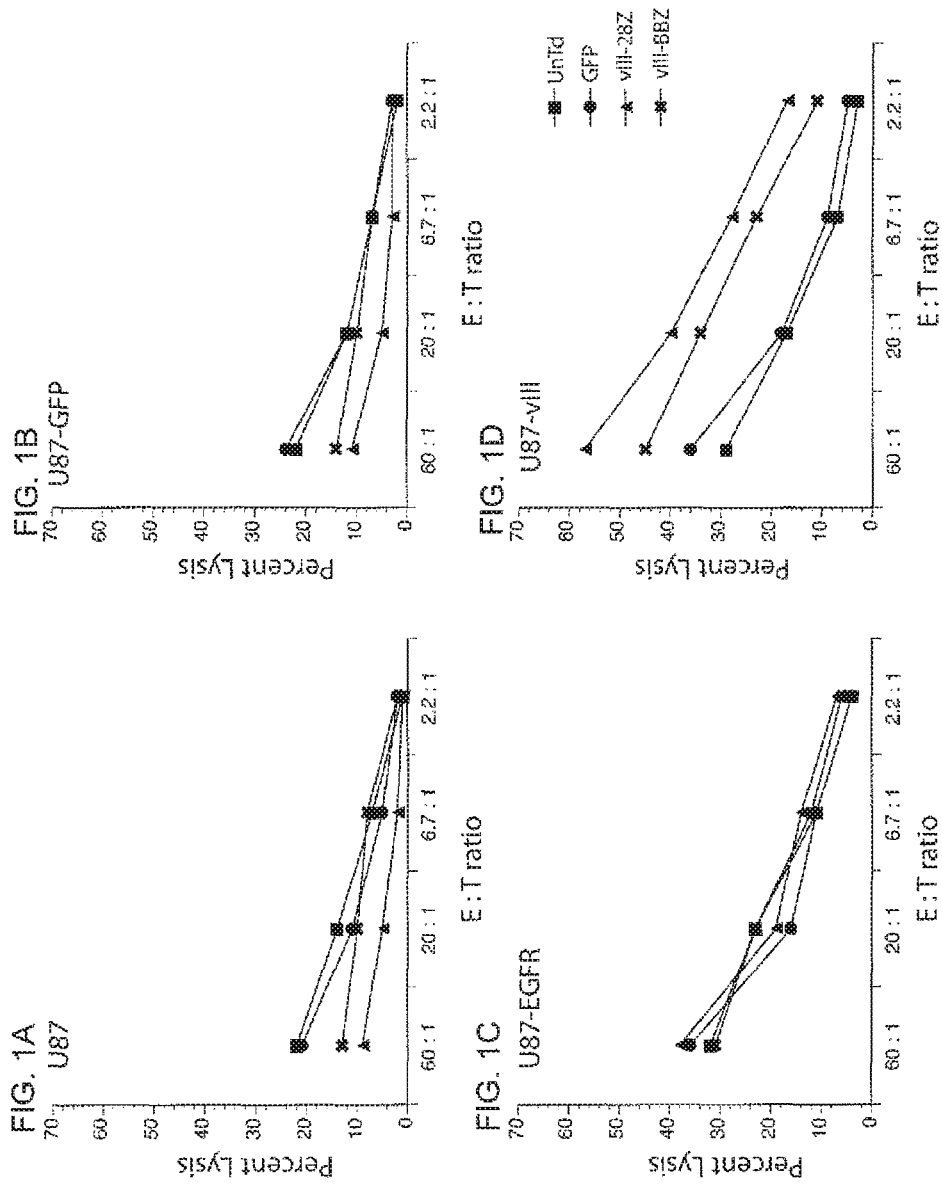 FIG. 1A
U87
Percent Lysis
70
60
50
40
30
20
10
0
60 : 1
20 : 1
6.7 : 1
2.2 : 1
E : T ratio
FIG. 1B
U87-GFP
Percent Lysis
70
60
50
40
30
20
10
0
60 : 1
20 : 1
6.7 : 1
2.2 : 1
E : T ratio
FIG. 1C
U87-EGFR
Percent Lysis
70
60
50
40
30
20
10
0
60 : 1
20 : 1
6.7 : 1
2.2 : 1
E : T ratio
FIG. 1D
U87-vIII
Percent Lysis
70
60
50
40
30
20
10
0
60 : 1
20 : 1
6.7 : 1
2.2 : 1
E : T ratio
UnTd
GFP
vIII-28Z
vIII-BBZ